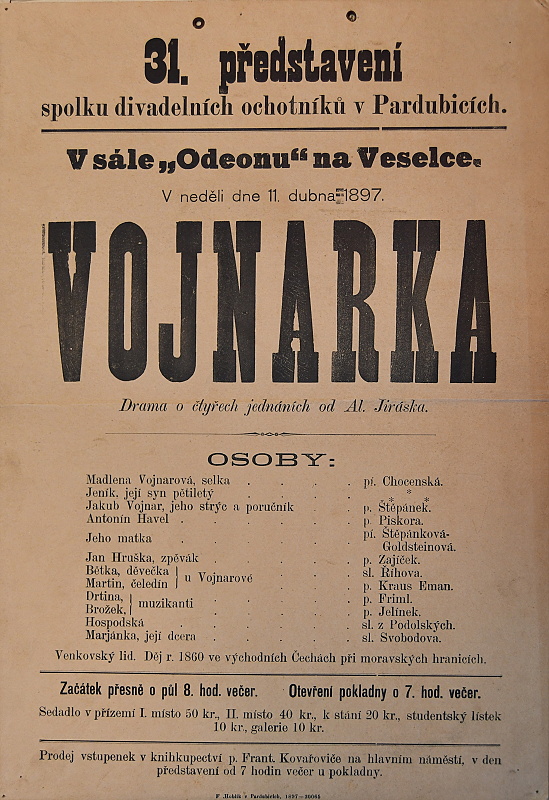 31. představení
spolku divadelních ochotníků v Pardubicích.
V sále „Odeonu“ na Veselce.
V neděli dne 11. dubna 1897.
VOJNARKA
Drama o čtyřech jednáních od Al. Jiráska.
OSOBY:
Madlena Vojnarová, selka . . . . pí. Chocenská.
Jeník, její syn pětiletý . . . . * * *
Jakub Vojnar, jeho strýc a poručník . . p. Štěpánek.
Antonín Havel . . . . . p. Piskora.
Jeho matka . . . . . pí. Štěpánková-
Goldsteinová.
Jan Hruška, zpěvák . . . . . p. Zajíček.
Bětka, děvečka } u Vojnarové . . . . sl. Říhova.
Martin, čeledín } . . . . p. Kraus Eman.
Drtina, } muzikanti . . . . p. Friml.
Brožek, } . . . . p. Jelínek.
Hospodská . . . . . sl. z Podolských.
Marjánka, její dcera . . . . . sl. Svobodova.
Venkovský lid. Děj r. 1860 ve východních Čechách při moravských hranicích.
Začátek přesně o půl 8. hod. večer. Otevření pokladny o 7. hod. večer.
Sedadlo v přízemí I. místo 50 kr., II. místo 40 kr., k stání 20 kr., studentský lístek
10 kr., galerie 10 kr.
Prodej vstupenek v knihkupectví p. Frant. Kovařoviče na hlavním náměstí, v den
představení od 7 hodin večer u pokladny.
F. Hoblík v Pardubicích, 1897